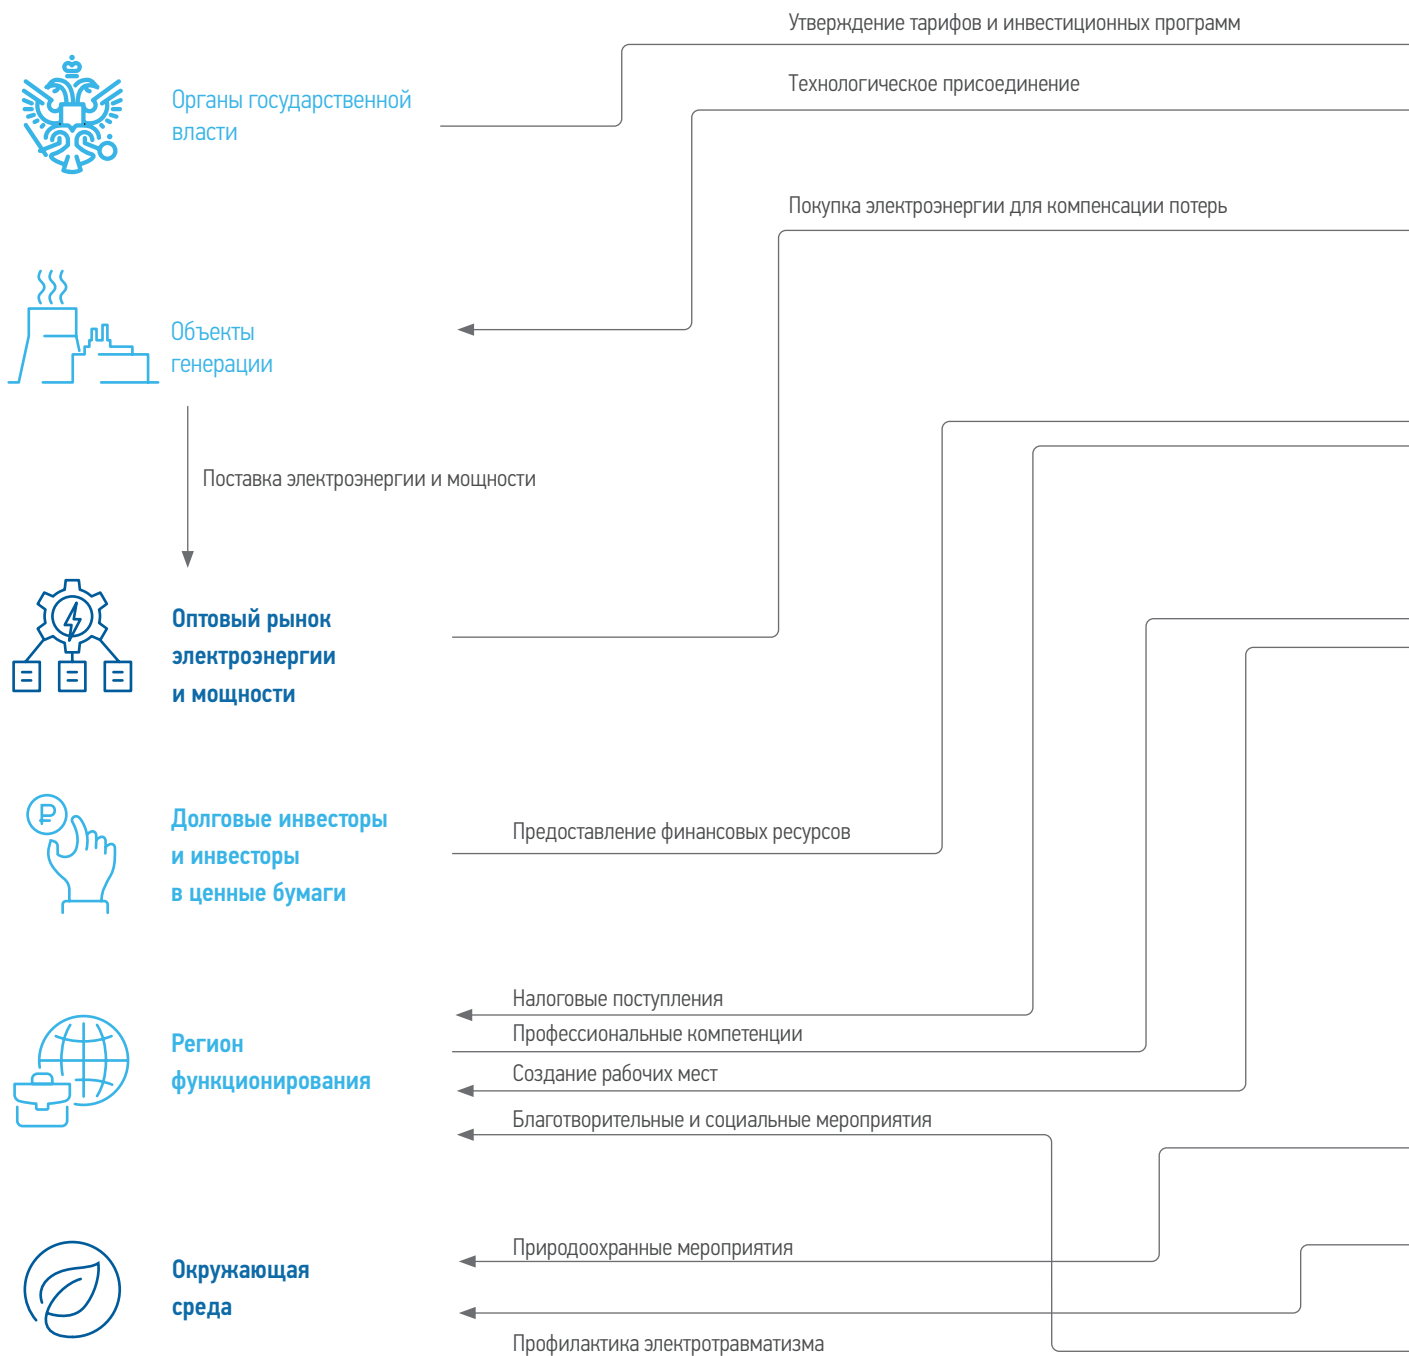 Утверждение тарифов и инвестиционных программ
Технологическое присоединение
Органы государственной
власти
Покупка электроэнергии для компенсации потерь
Объекты
генерации
Поставка электроэнергии и мощности
Оптовый рынок
электроэнергии
и мощности
Долговые инвесторы
и инвесторы
в ценные бумаги
Предоставление финансовых ресурсов
Налоговые поступления
Профессиональные компетенции
Регион
функционирования
Создание рабочих мест
Благотворительные и социальные мероприятия
Природоохранные мероприятия
Окружающая
среда
Профилактика электротравматизма